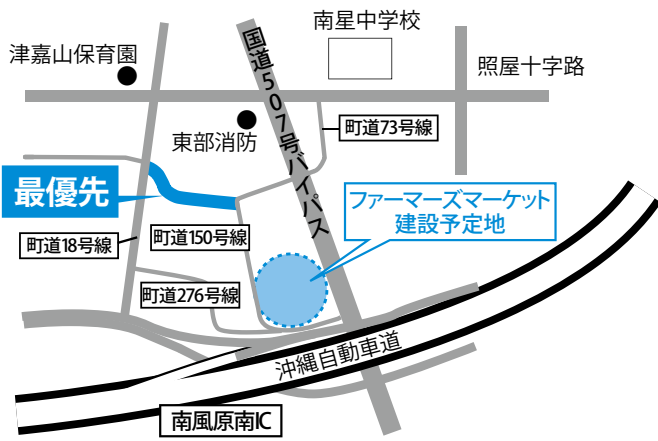 南星中学校
津嘉山保育園
照屋十字路
国道507号バイパス
東部消防
町道73号線
最優先
ファーマーズマーケット
建設予定地
町道18号線
町道150号線
町道276号線
沖縄自動車道
南風原南IC